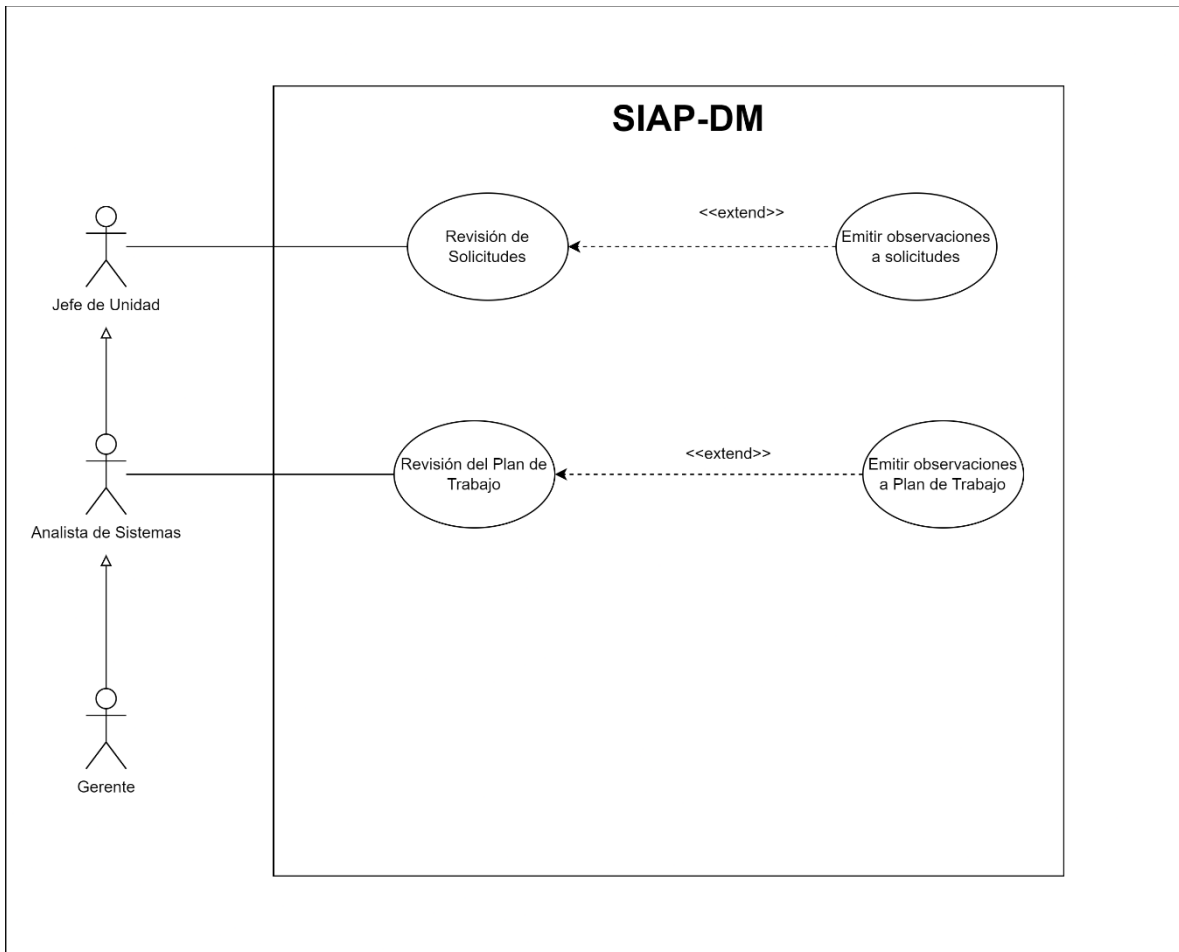 SIAP-DM
<<extend>>
Revisión de
Solicitudes
Emitir observaciones
a solicitudes
Jefe de Unidad
<<extend>>
Revisión del Plan de
Trabajo
Emitir observaciones
a Plan de Trabajo
Analista de Sistemas
Gerente